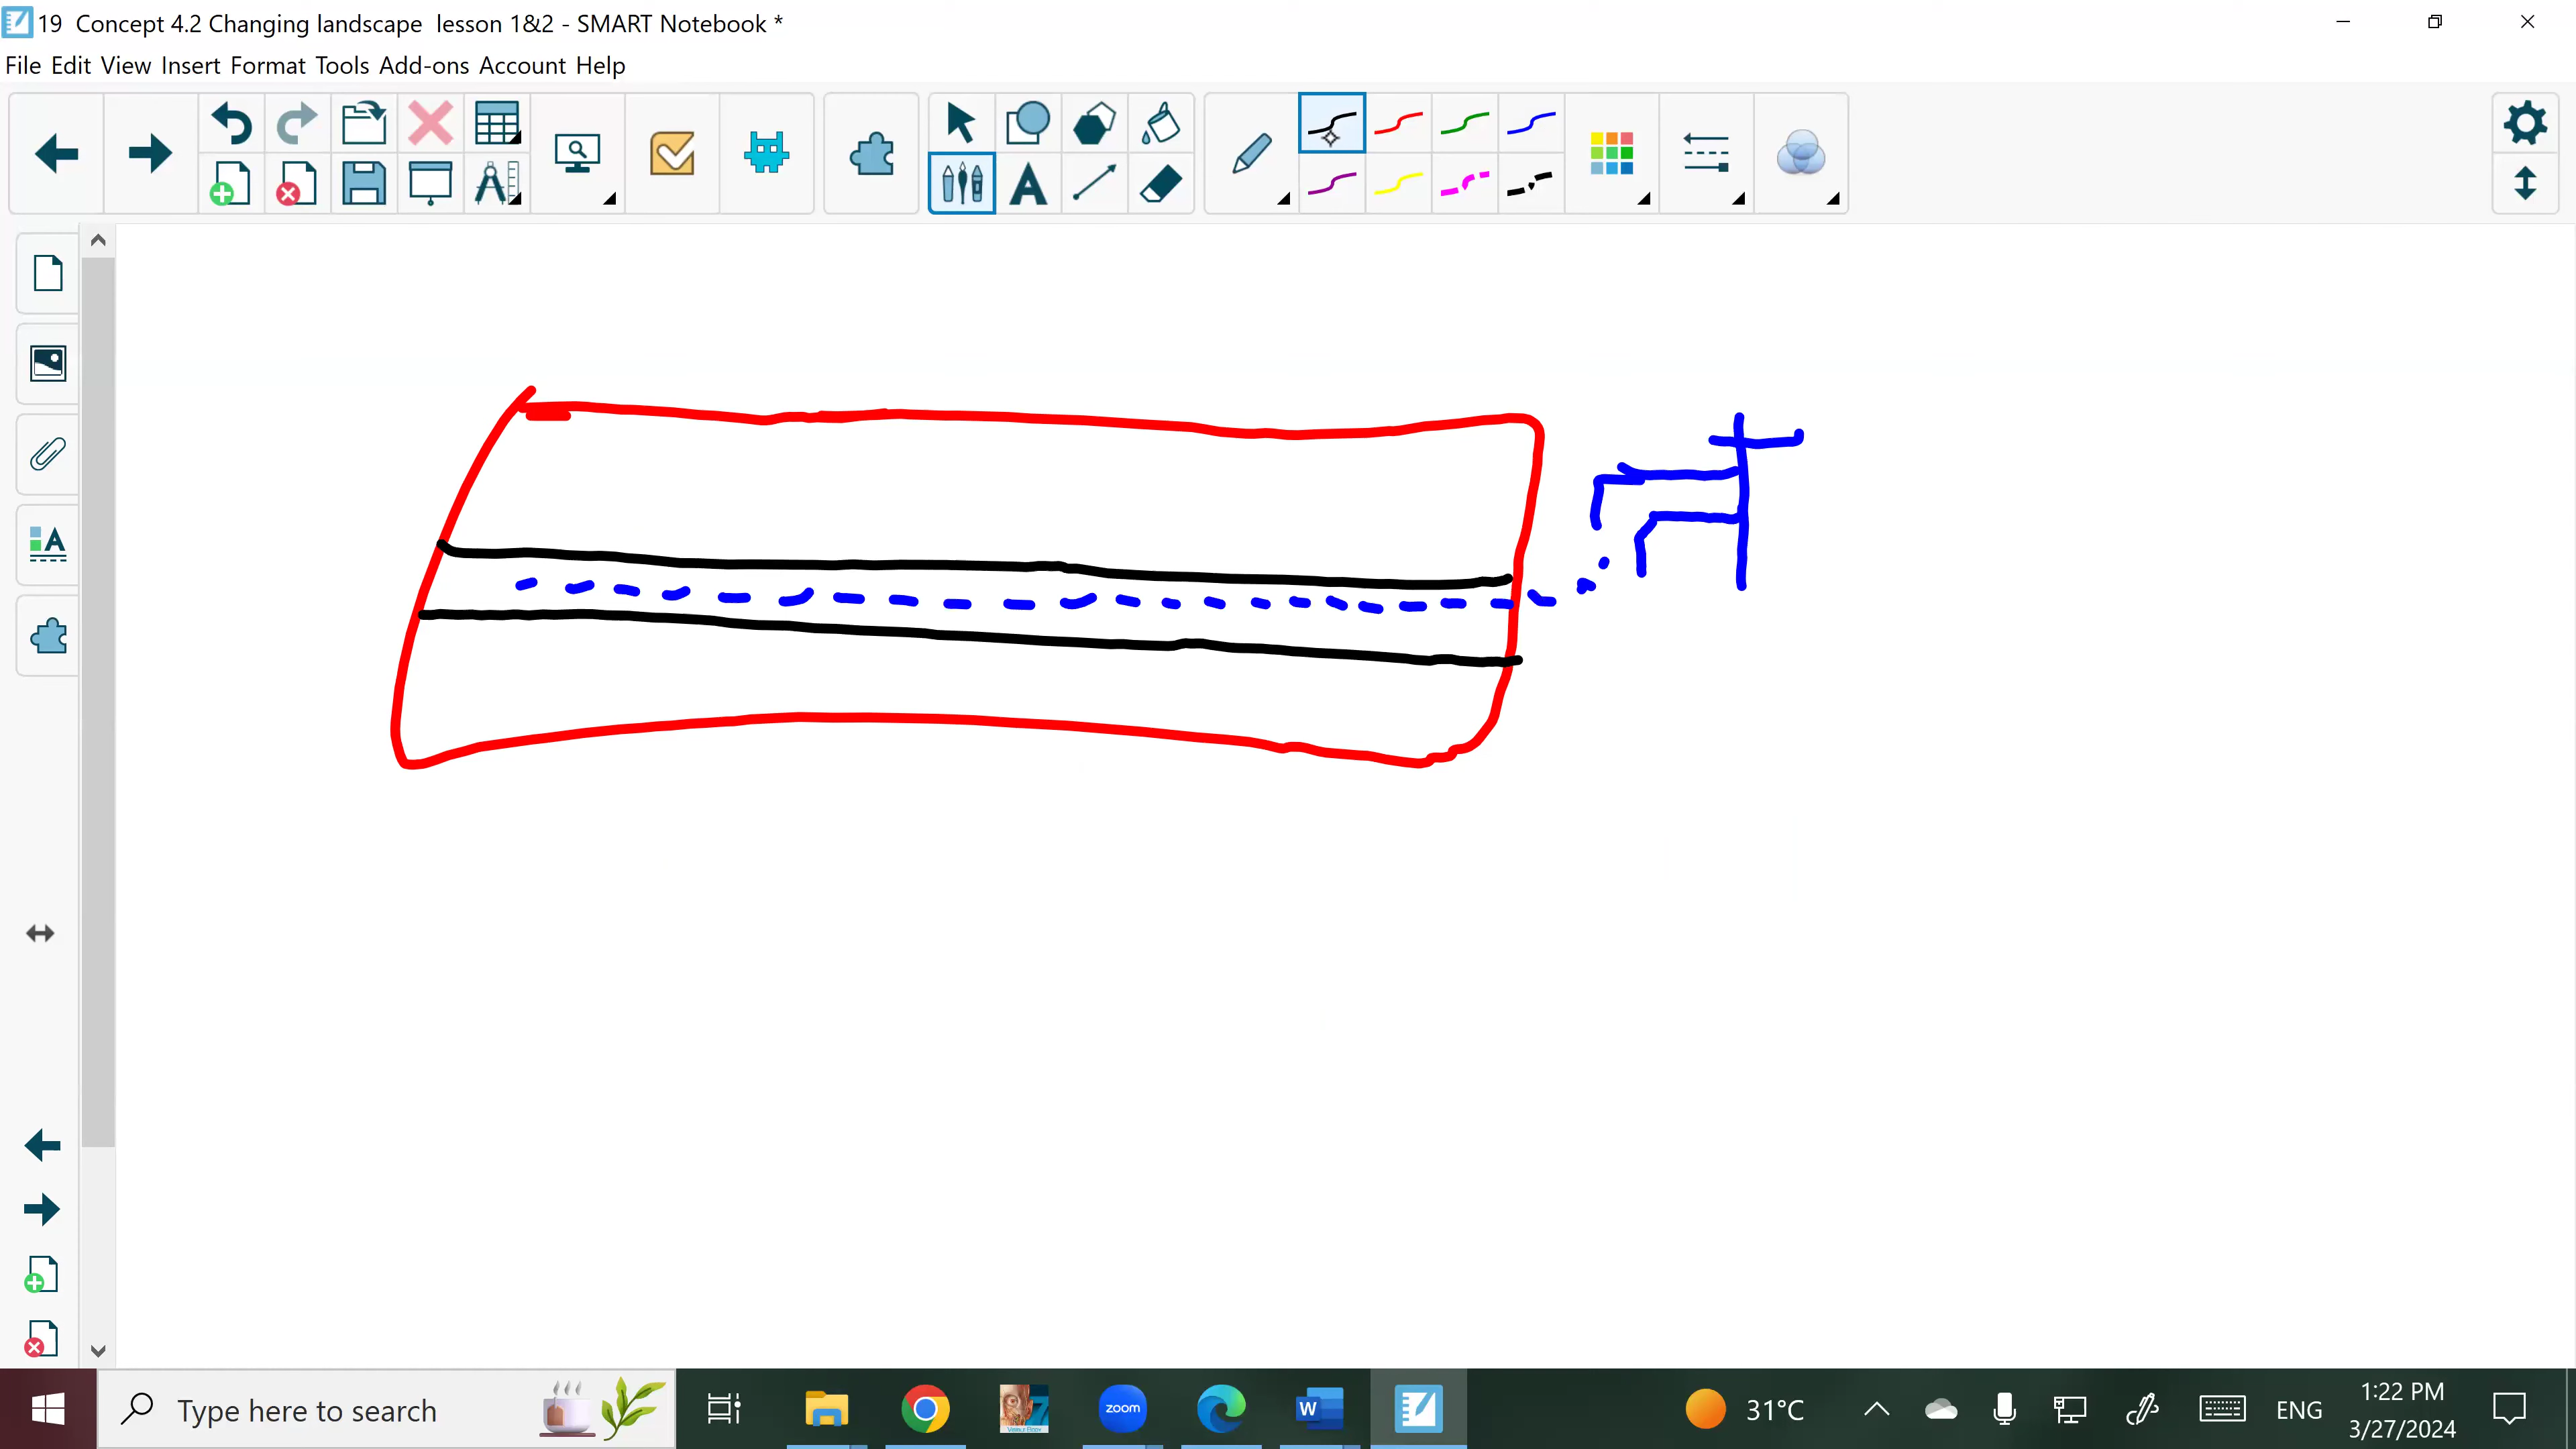 19 Concept 4.2 Changing landscape lesson 1&2 - SMART Notebook *
File Edit View Insert Format Tools Add-ons Account Help
A
A
Type here to search
zoom
W
31°C
ENG
1:22 PM
3/27/2024